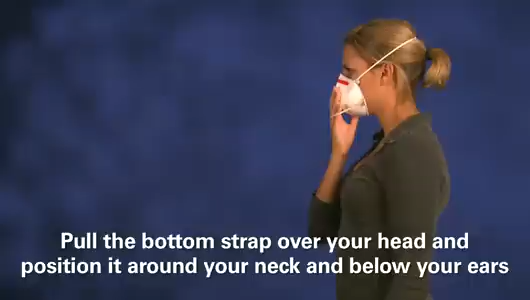 Pull the bottom strap over your head and
position it around your neck and below your ears